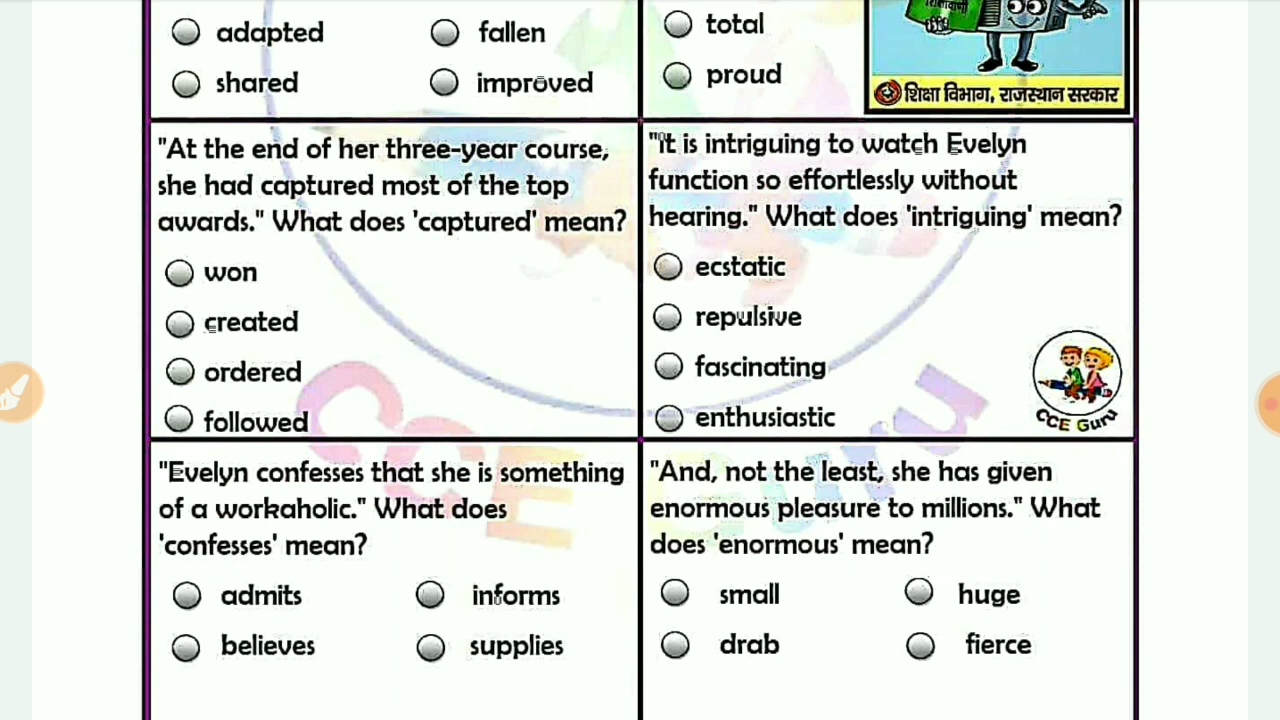 adapted
fallen
shared
improved
total
proud
शिक्षा विभाग, राजस्थान सरकार
"At the end of her three-year course,
she had captured most of the top
awards." What does 'captured' mean?
won
created
ordered
followed
"It is intriguing to watch Evelyn
function so effortlessly without
hearing." What does 'intriguing' mean?
ecstatic
repulsive
fascinating
enthusiastic
CCE Guru
"Evelyn confesses that she is something
of a workaholic." What does
'confesses' mean?
admits
informs
believes
supplies
"And, not the least, she has given
enormous pleasure to millions." What
does 'enormous' mean?
small
huge
drab
fierce
CCE Guru